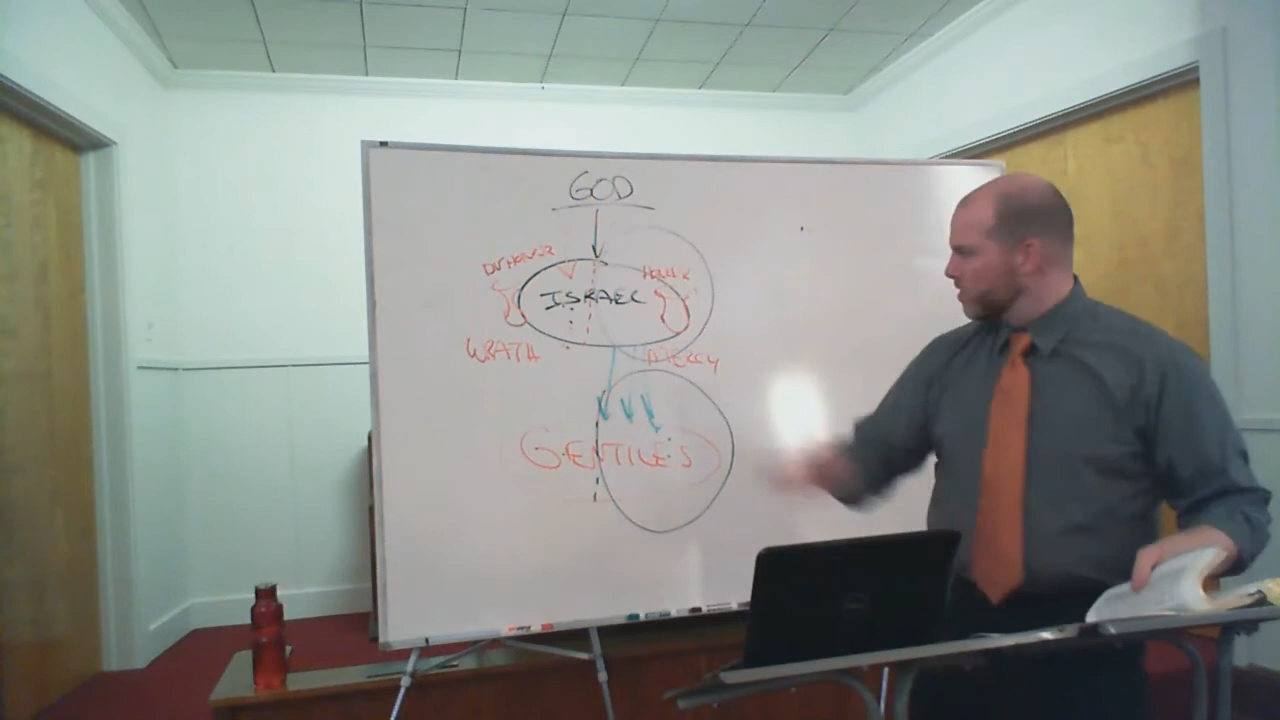 GOD
DISHONOR HONOR
ISRAEL
WRATH MERCY
GENTILES